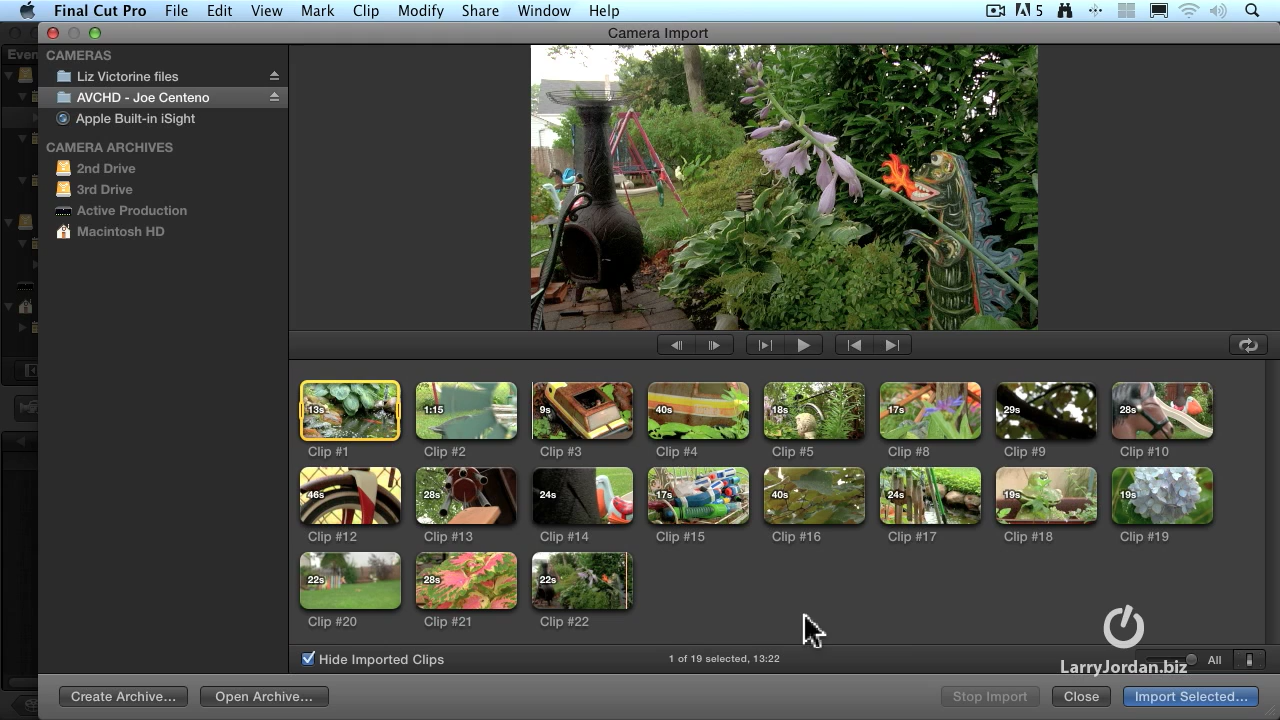 Final Cut Pro File Edit View Mark Clip Modify Share Window Help 5
Camera Import
Even
CAMERAS
Liz Victorine files
AVCHD - Joe Centeno
Apple Built-in iSight
CAMERA ARCHIVES
2nd Drive
3rd Drive
Active Production
Macintosh HD
13s 1:15 9s 40s 18s 17s 29s 28s
Clip #1 Clip #2 Clip #3 Clip #4 Clip #5 Clip #8 Clip #9 Clip #10
46s 28s 24s 17s 40s 24s 19s 19s
Clip #12 Clip #13 Clip #14 Clip #15 Clip #16 Clip #17 Clip #18 Clip #19
22s 28s 22s
Clip #20 Clip #21 Clip #22
Hide Imported Clips 1 of 19 selected, 13:22 All
LarryJordan.biz
Create Archive... Open Archive... Stop Import Close Import Selected...